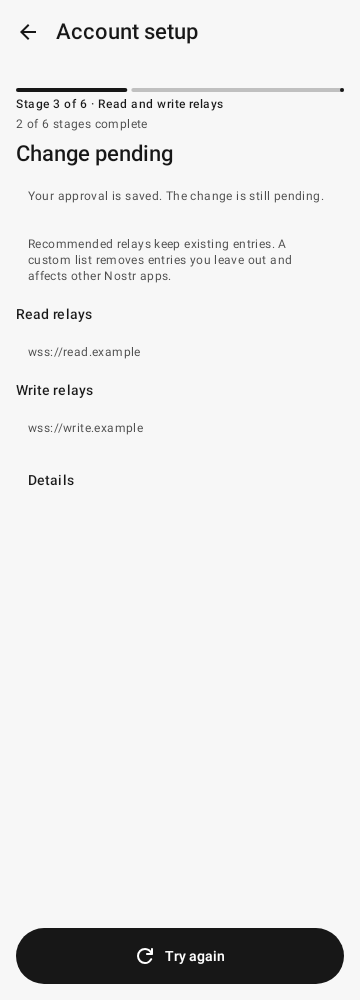 Account setup
Stage 3 of 6 · Read and write relays
2 of 6 stages complete
Change pending
Your approval is saved. The change is still pending.
Recommended relays keep existing entries. A
custom list removes entries you leave out and
affects other Nostr apps.
Read relays
wss://read.example
Write relays
wss://write.example
Details
Try again